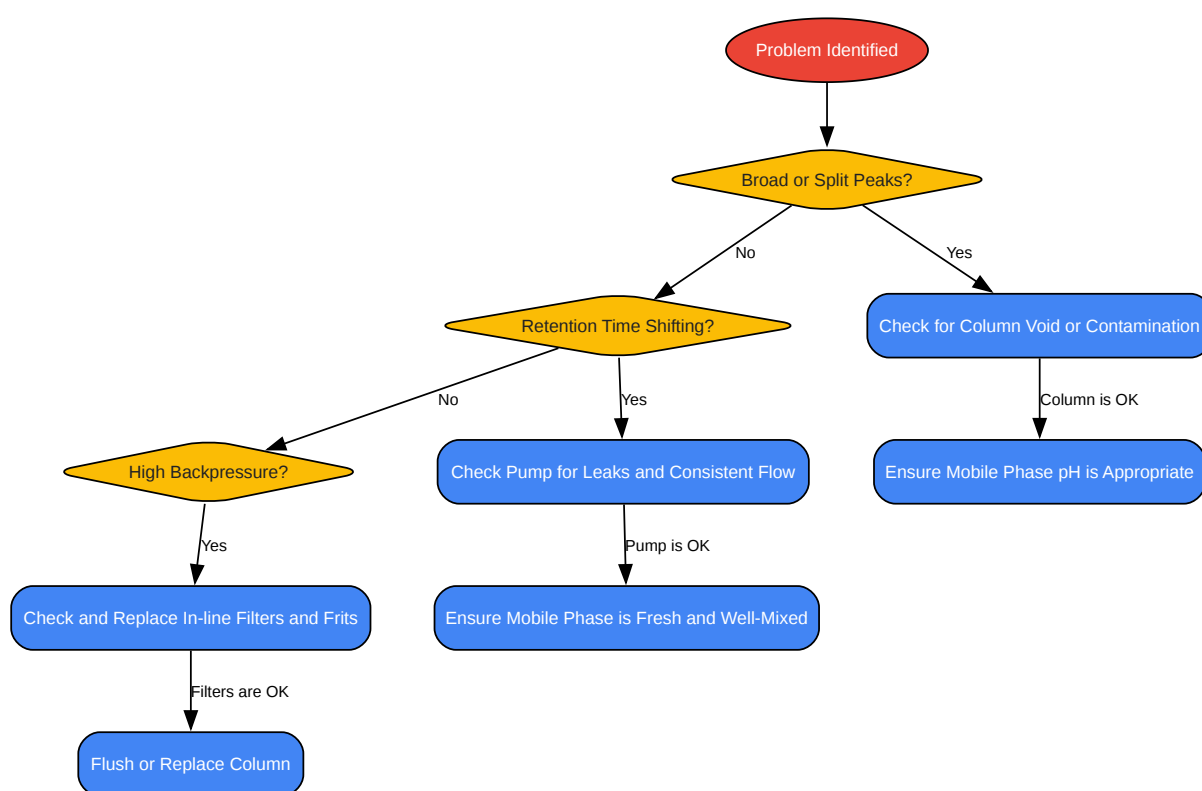 Problem Identified
Broad or Split Peaks?
No
Yes
Retention Time Shifting?
Check for Column Void or Contamination
No
Yes
Column is OK
High Backpressure?
Check Pump for Leaks and Consistent Flow
Ensure Mobile Phase pH is Appropriate
Yes
Pump is OK
Check and Replace In-line Filters and Frits
Ensure Mobile Phase is Fresh and Well-Mixed
Filters are OK
Flush or Replace Column